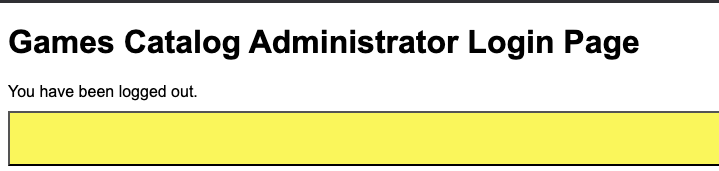 Games Catalog Administrator Login Page
You have been logged out.